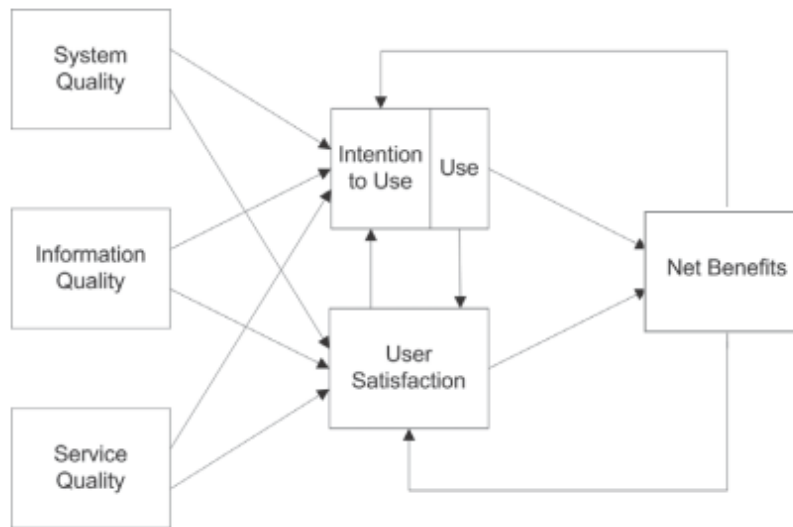 System
Quality
Intention
to Use
Use
Information
Quality
Net Benefits
User
Satisfaction
Service
Quality